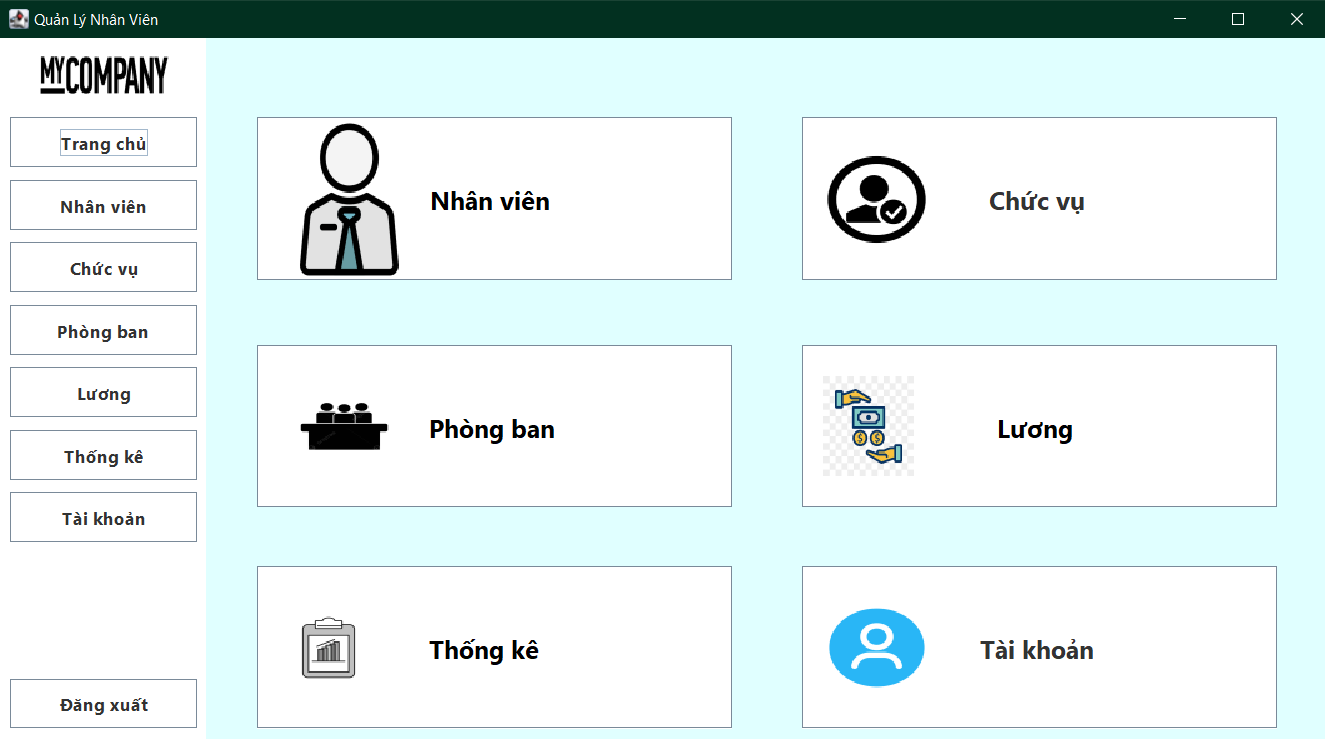 Quản Lý Nhân Viên
MYCOMPANY
Trang chủ
Nhân viên
Chức vụ
Phòng ban
Lương
Thống kê
Tài khoản
Đăng xuất
Nhân viên
Chức vụ
Phòng ban
Lương
Thống kê
Tài khoản